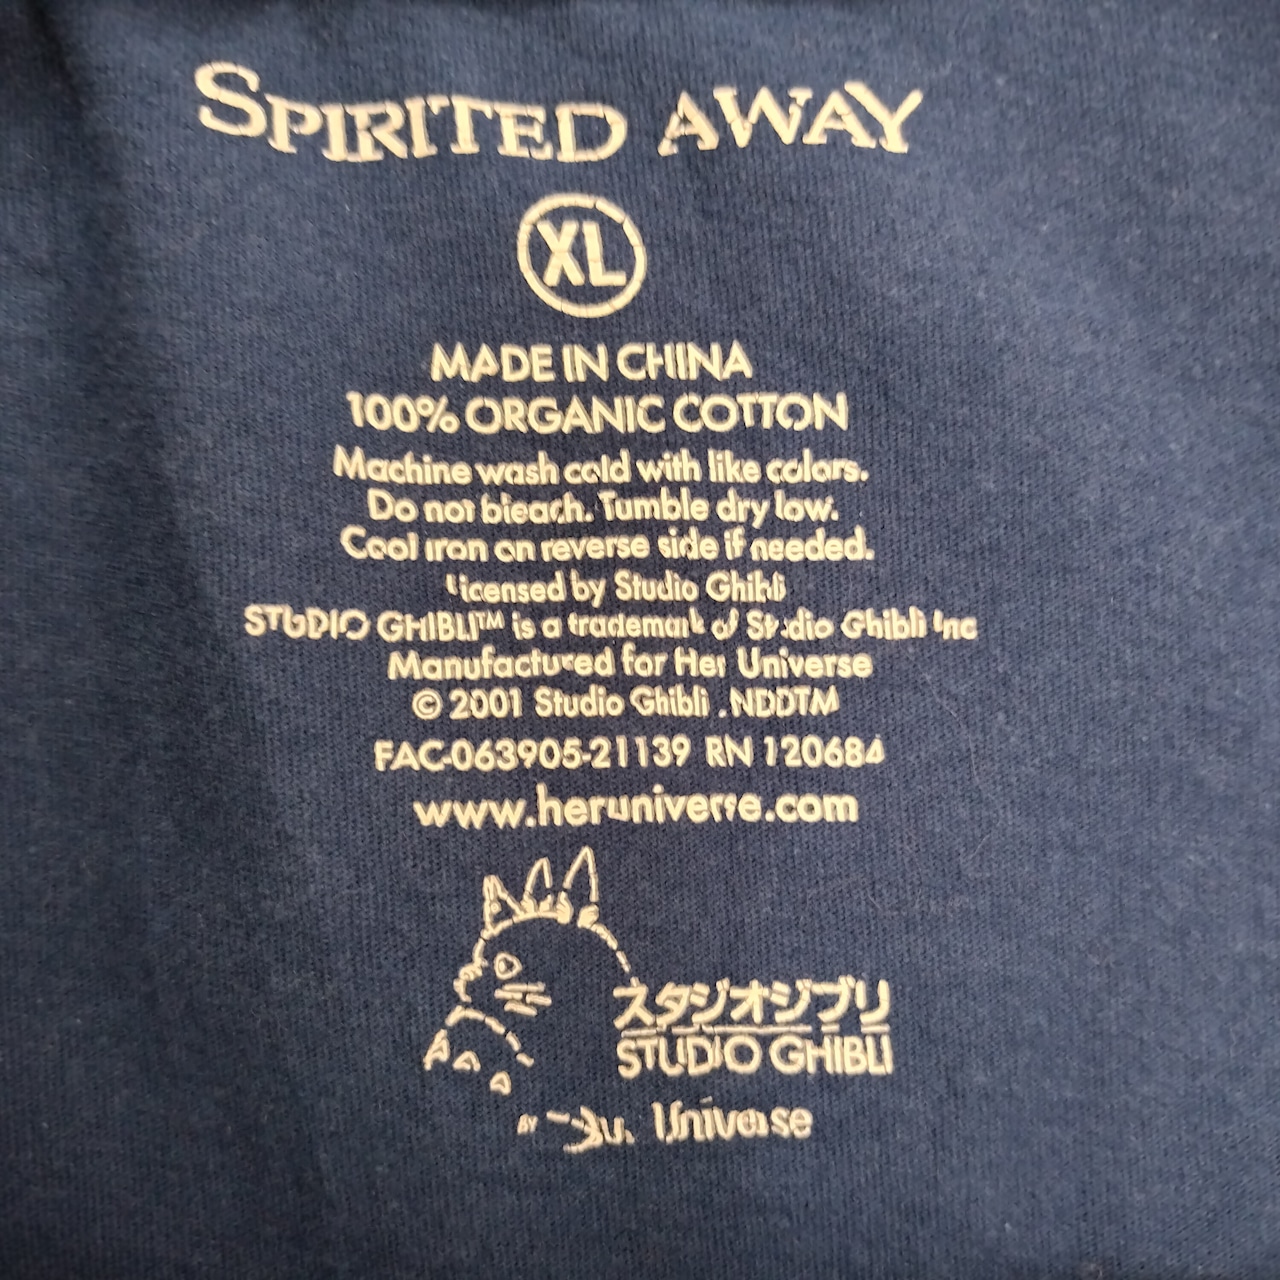 SPIRITED AWAY
XL
MADE IN CHINA
100% ORGANIC COTTON
Machine wash cold with like colors.
Do not bleach. Tumble dry low.
Cool iron on reverse side if needed.
Licensed by Studio Ghibli
STUDIO GHIBLI™ is a trademark of Studio Ghibli Inc
Manufactured for Her Universe
© 2001 Studio Ghibli . NDDTM
FAC-063905-21139 RN 120684
www.heruniverse.com
スタジオジブリ
STUDIO GHIBLI
BY Universe